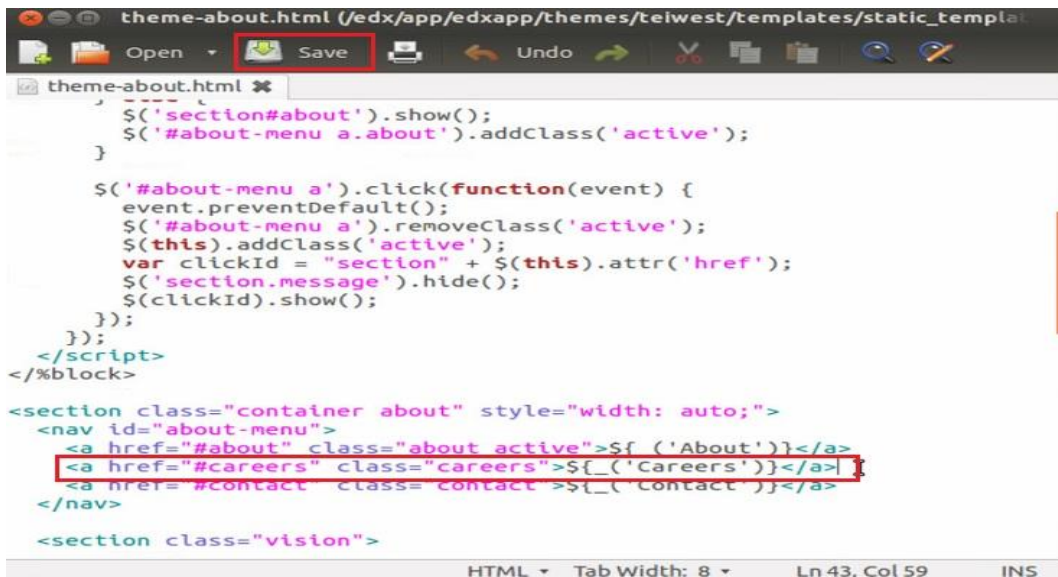 theme-about.html (/edx/app/edxapp/themes/teiwest/templates/static_templat
Open Save Undo
theme-about.html
} else {
$('section#about').show();
$('#about-menu a.about').addClass('active');
}
$('#about-menu a').click(function(event) {
event.preventDefault();
$('#about-menu a').removeClass('active');
$(this).addClass('active');
var clickId = "section" + $(this).attr('href');
$('section.message').hide();
$(clickId).show();
});
});
</script>
</%block>
<section class="container about" style="width: auto;">
<nav id="about-menu">
<a href="#about" class="about active">${_('About')}</a>
<a href="#careers" class="careers">${_('Careers')}</a>
<a href="#contact" class="contact">${_('Contact')}</a>
</nav>
<section class="vision">
HTML Tab Width: 8 Ln 43, Col 59 INS